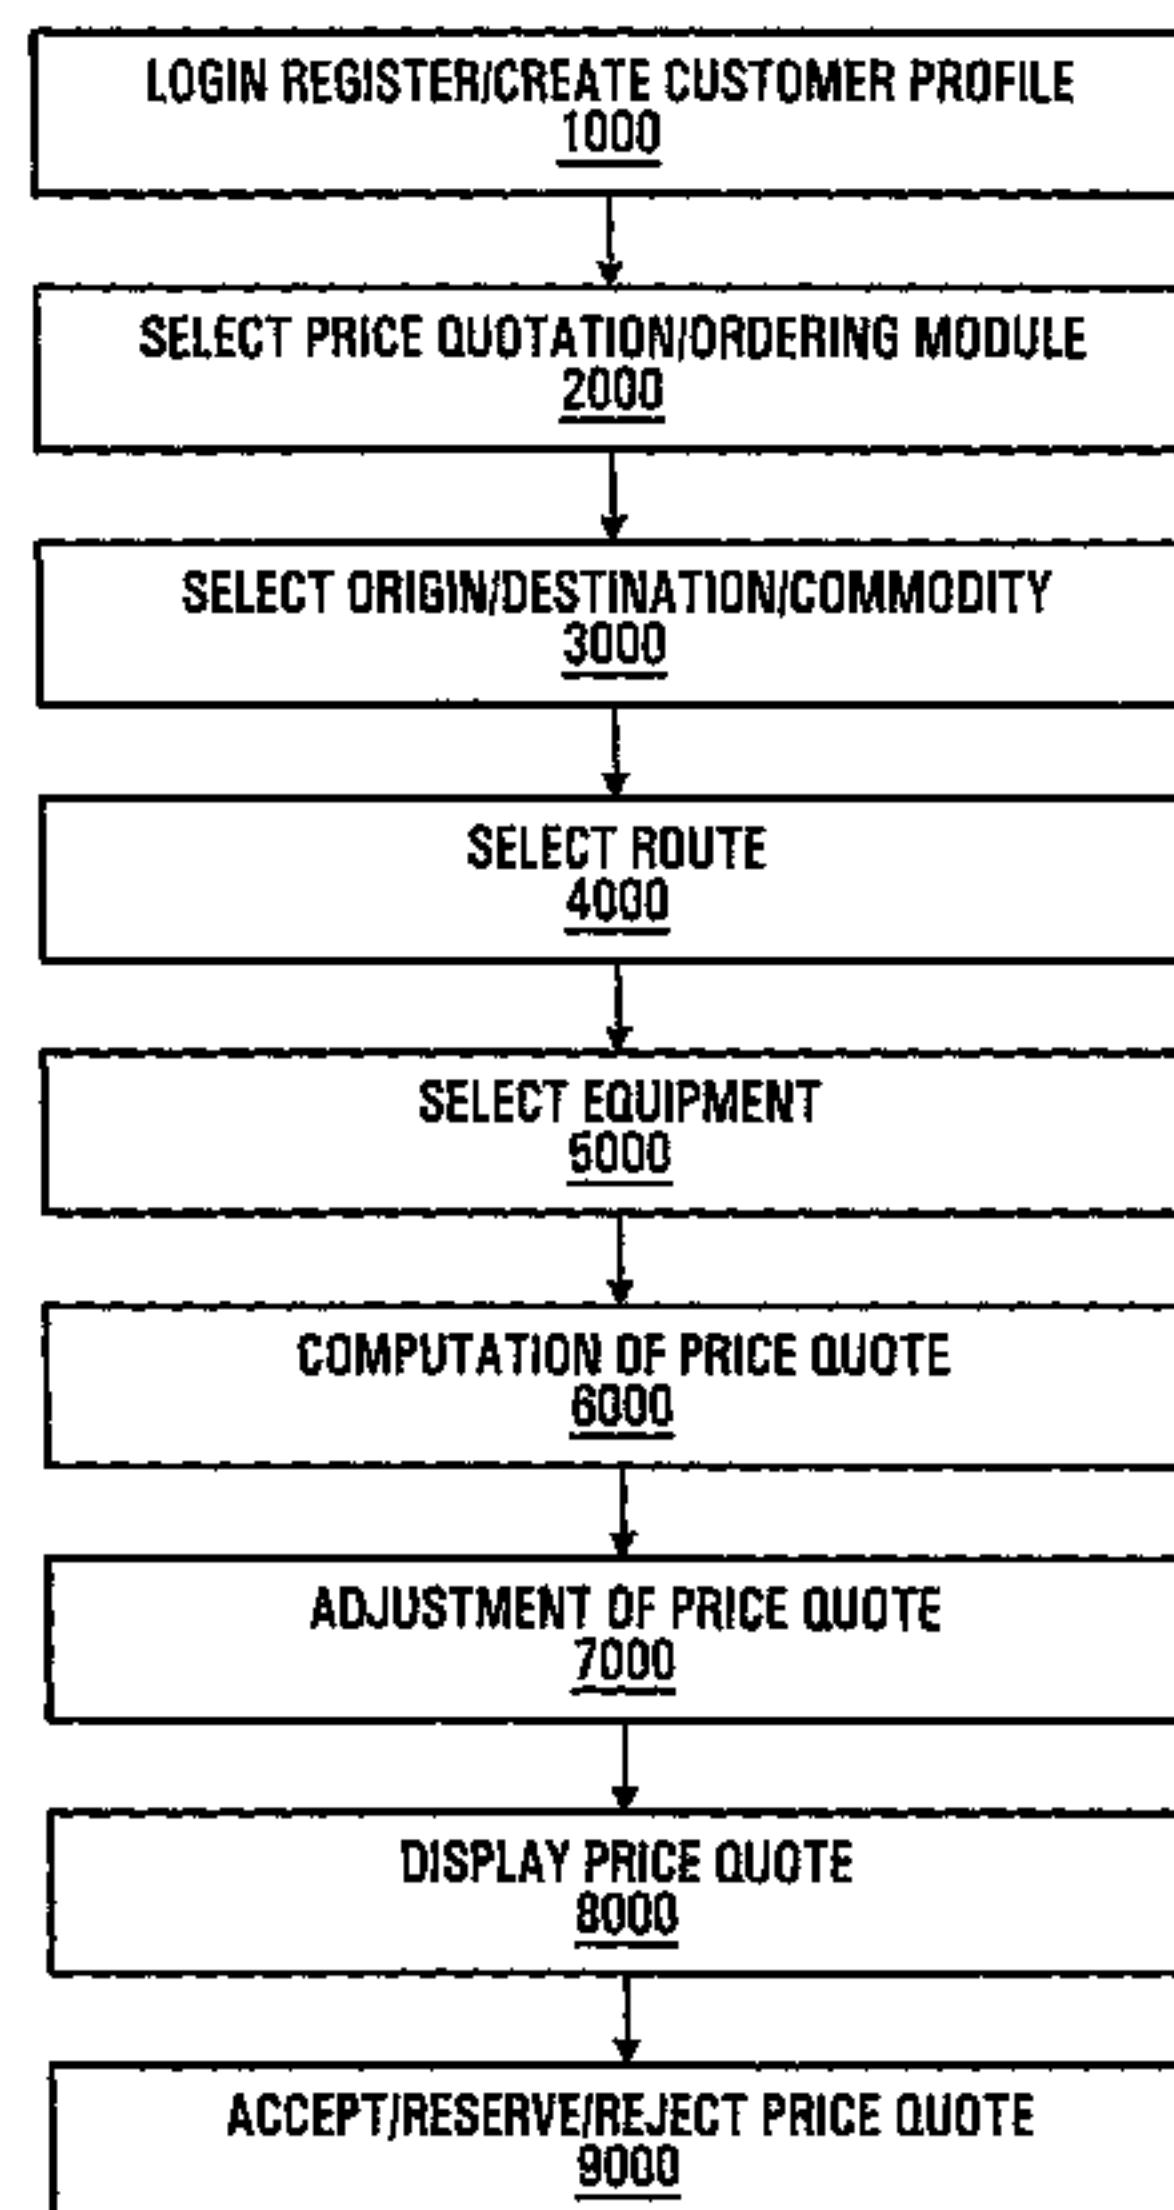 LOGIN REGISTER/CREATE CUSTOMER PROFILE
1000
SELECT PRICE QUOTATION/ORDERING MODULE
2000
SELECT ORIGIN/DESTINATION/COMMODITY
3000
SELECT ROUTE
4000
SELECT EQUIPMENT
5000
COMPUTATION OF PRICE QUOTE
6000
ADJUSTMENT OF PRICE QUOTE
7000
DISPLAY PRICE QUOTE
8000
ACCEPT/RESERVE/REJECT PRICE QUOTE
9000